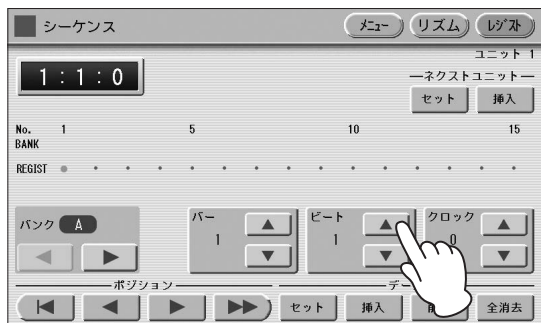 シーケンス メニュー リズム レジスト
ユニット 1
1 : 1 : 0 ネクストユニット
セット 挿入
No. 1 5 10 15
BANK
REGIST
バンク A バー 1 ビート 1 クロック 0
ポジション
セット 挿入 全消去